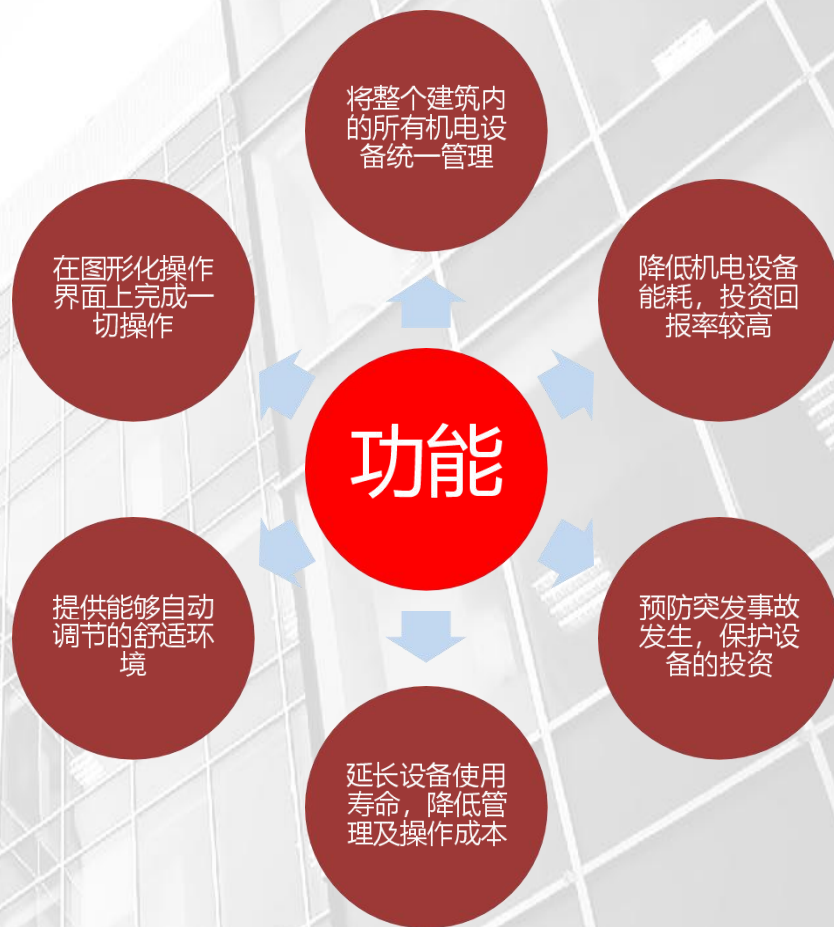 将整个建筑内
的所有机电设
备统一管理
在图形化操作
界面上完成一
切操作
降低机电设备
能耗，投资回
报率较高
功能
提供能够自动
调节的舒适环
境
预防突发事故
发生，保护设
备的投资
延长设备使用
寿命，降低管
理及操作成本